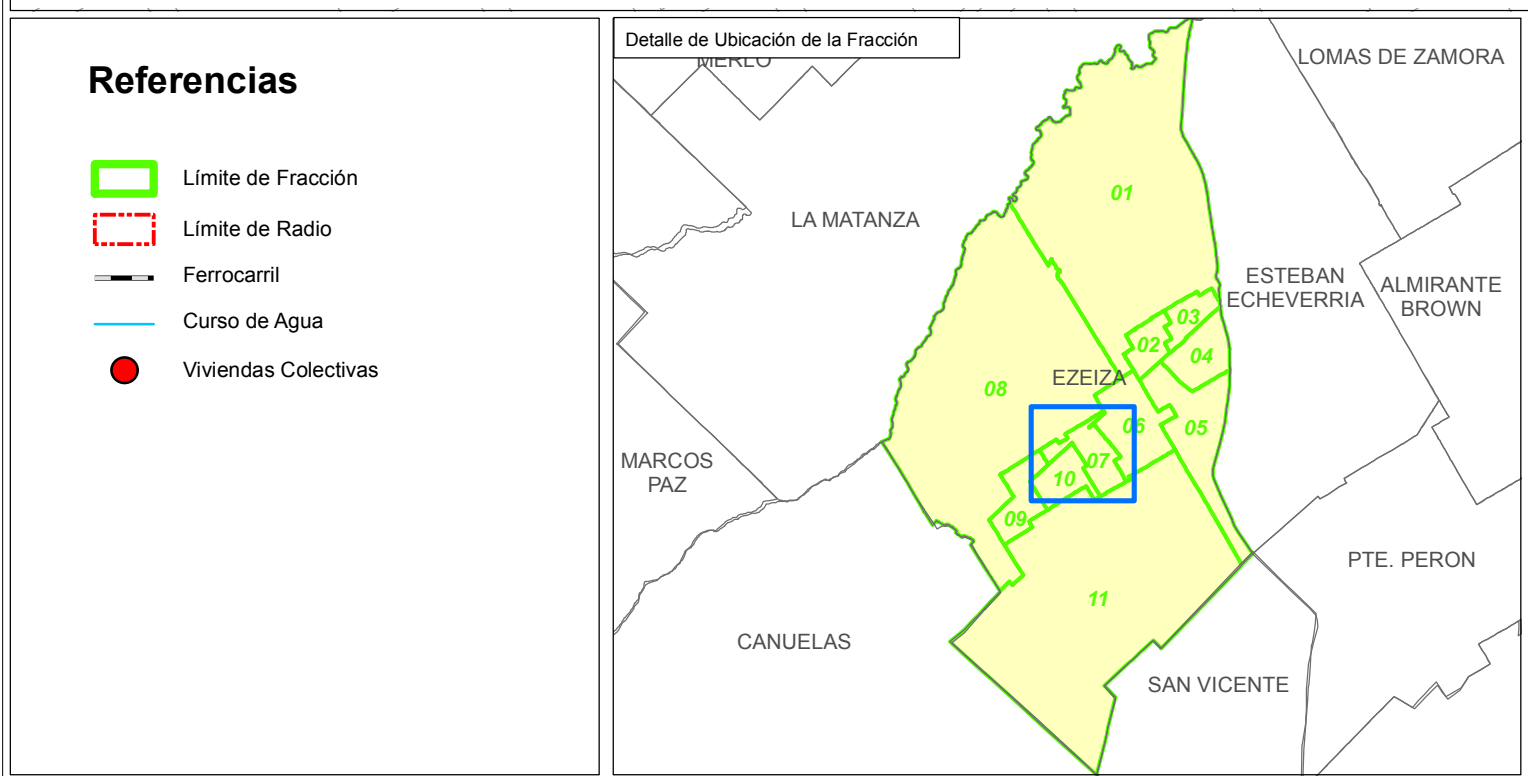 Referencias
Límite de Fracción
Límite de Radio
Ferrocarril
Curso de Agua
Viviendas Colectivas
Detalle de Ubicación de la Fracción
MERLO
LOMAS DE ZAMORA
01
LA MATANZA
ESTEBAN
ECHEVERRIA
ALMIRANTE
BROWN
03
02
04
EZEIZA
08
06
05
MARCOS
PAZ
07
10
09
PTE. PERON
11
CANUELAS
SAN VICENTE